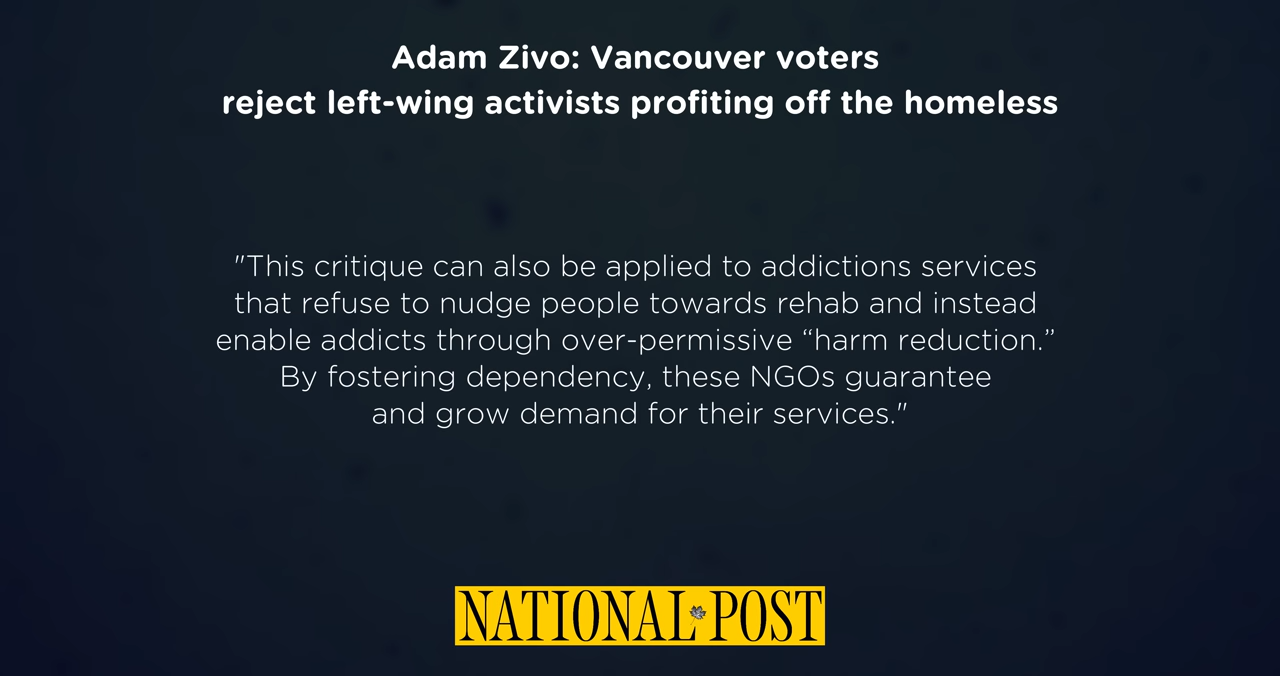 Adam Zivo: Vancouver voters
reject left-wing activists profiting off the homeless
"This critique can also be applied to addictions services
that refuse to nudge people towards rehab and instead
enable addicts through over-permissive “harm reduction.”
By fostering dependency, these NGOs guarantee
and grow demand for their services."
NATIONAL POST